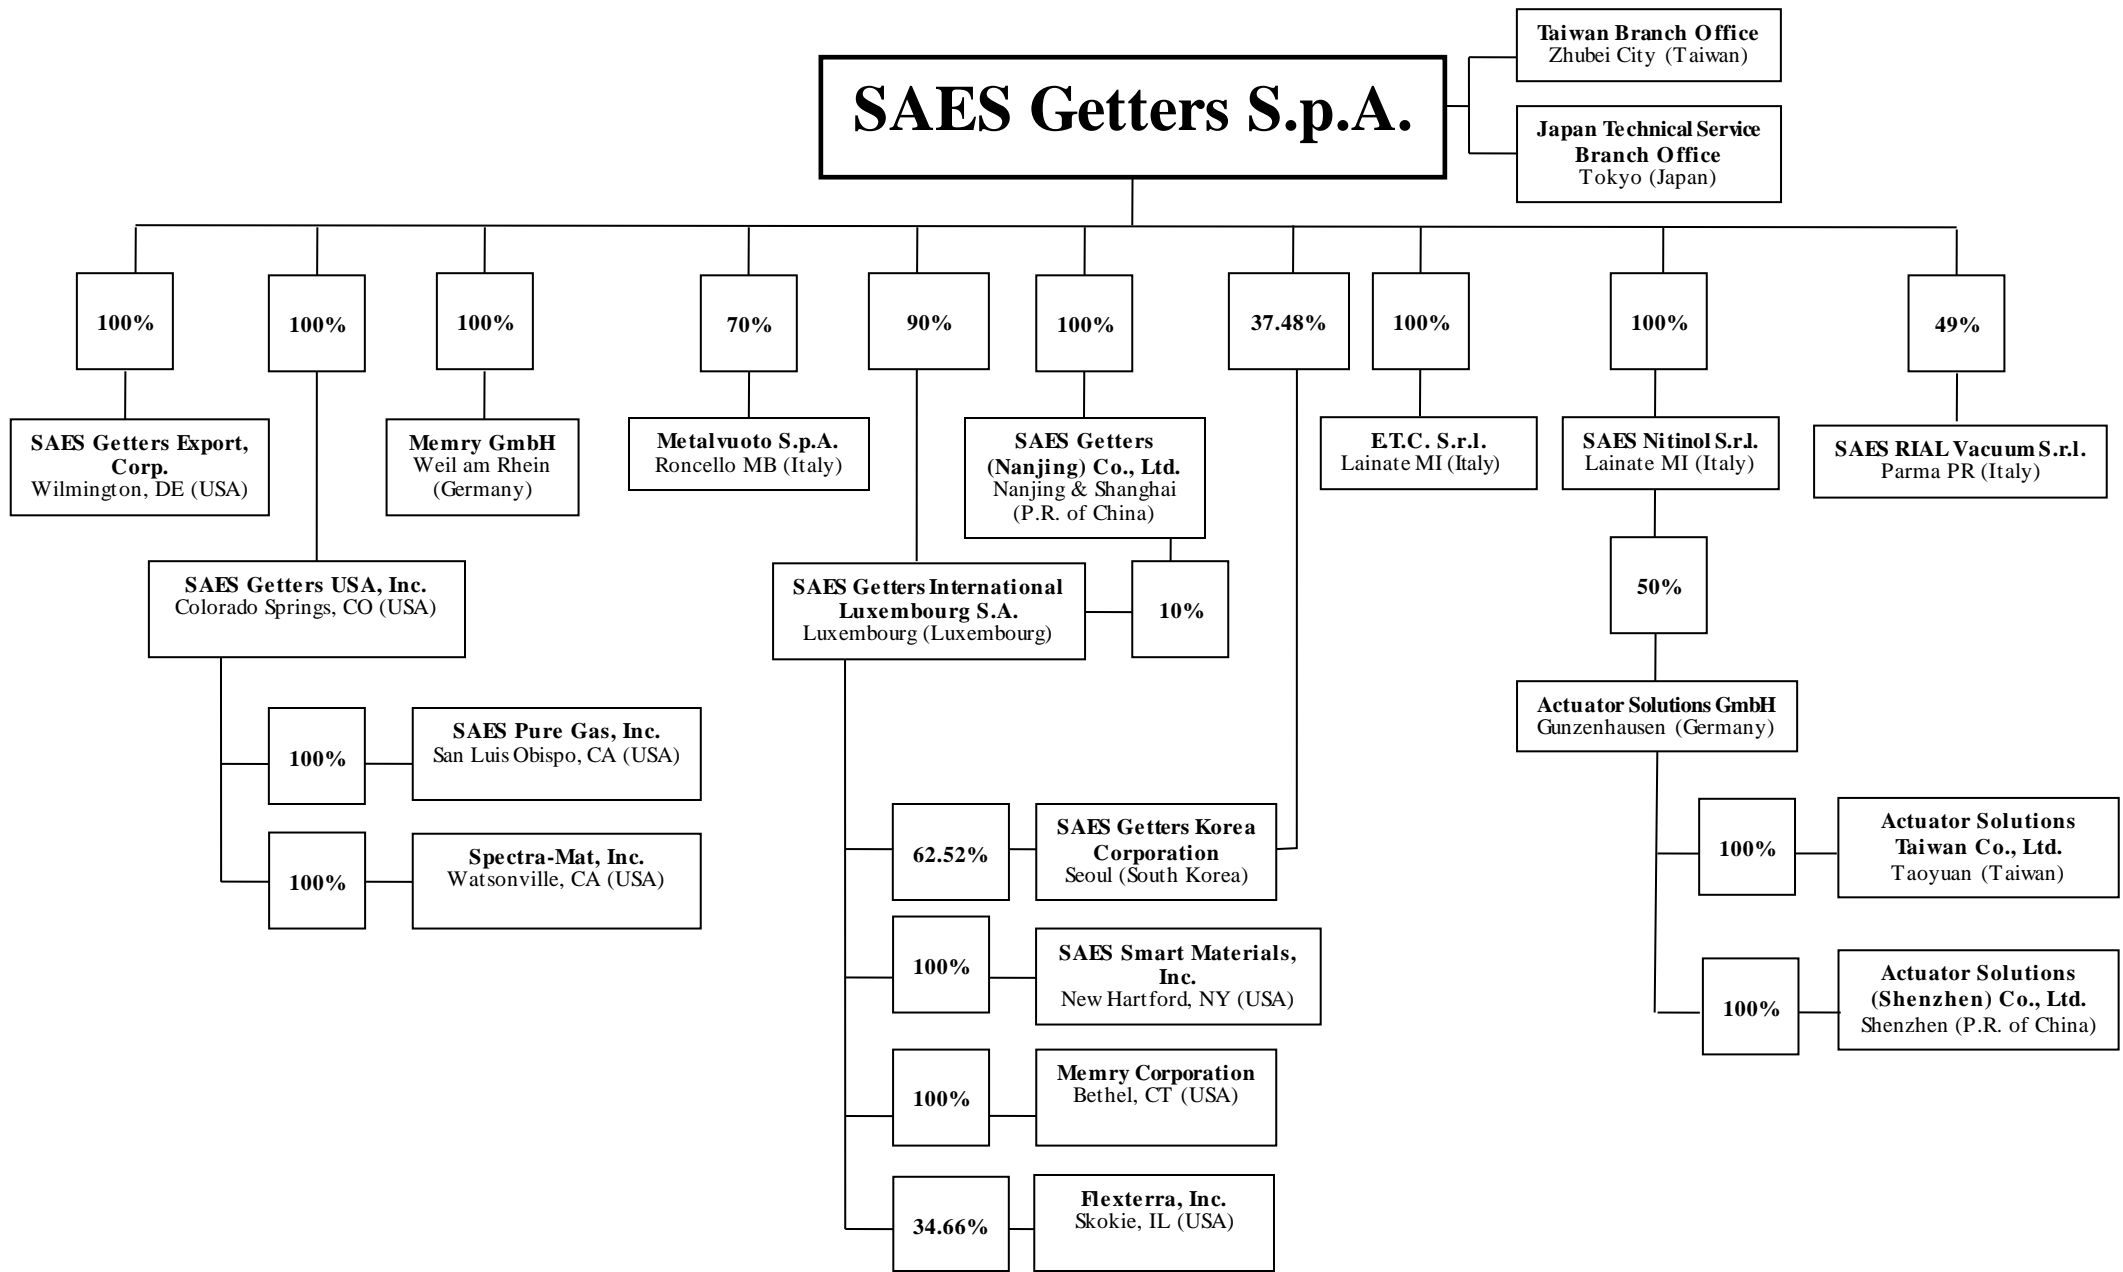 Taiwan Branch Office
Zhubei City (Taiwan)
SAES Getters S.p.A.
Japan Technical Service
Branch Office
Tokyo (Japan)
100%
100%
100%
70%
90%
100%
37.48%
100%
100%
49%
SAES Getters Export,
Corp.
Wilmington, DE (USA)
Memry GmbH
Weil am Rhein
(Germany)
Metalvuoto S.p.A.
Roncello MB (Italy)
SAES Getters
(Nanjing) Co., Ltd.
Nanjing & Shanghai
(P.R. of China)
E.T.C. S.r.l.
Lainate MI (Italy)
SAES Nitinol S.r.l.
Lainate MI (Italy)
SAES RIAL Vacuum S.r.l.
Parma PR (Italy)
SAES Getters USA, Inc.
Colorado Springs, CO (USA)
SAES Getters International
Luxembourg S.A.
Luxembourg (Luxembourg)
10%
50%
Actuator Solutions GmbH
Gunzenhausen (Germany)
100%
SAES Pure Gas, Inc.
San Luis Obispo, CA (USA)
100%
Spectra-Mat, Inc.
Watsonville, CA (USA)
62.52%
SAES Getters Korea
Corporation
Seoul (South Korea)
100%
Actuator Solutions
Taiwan Co., Ltd.
Taoyuan (Taiwan)
100%
SAES Smart Materials,
Inc.
New Hartford, NY (USA)
100%
Actuator Solutions
(Shenzhen) Co., Ltd.
Shenzhen (P.R. of China)
100%
Memry Corporation
Bethel, CT (USA)
34.66%
Flexterra, Inc.
Skokie, IL (USA)